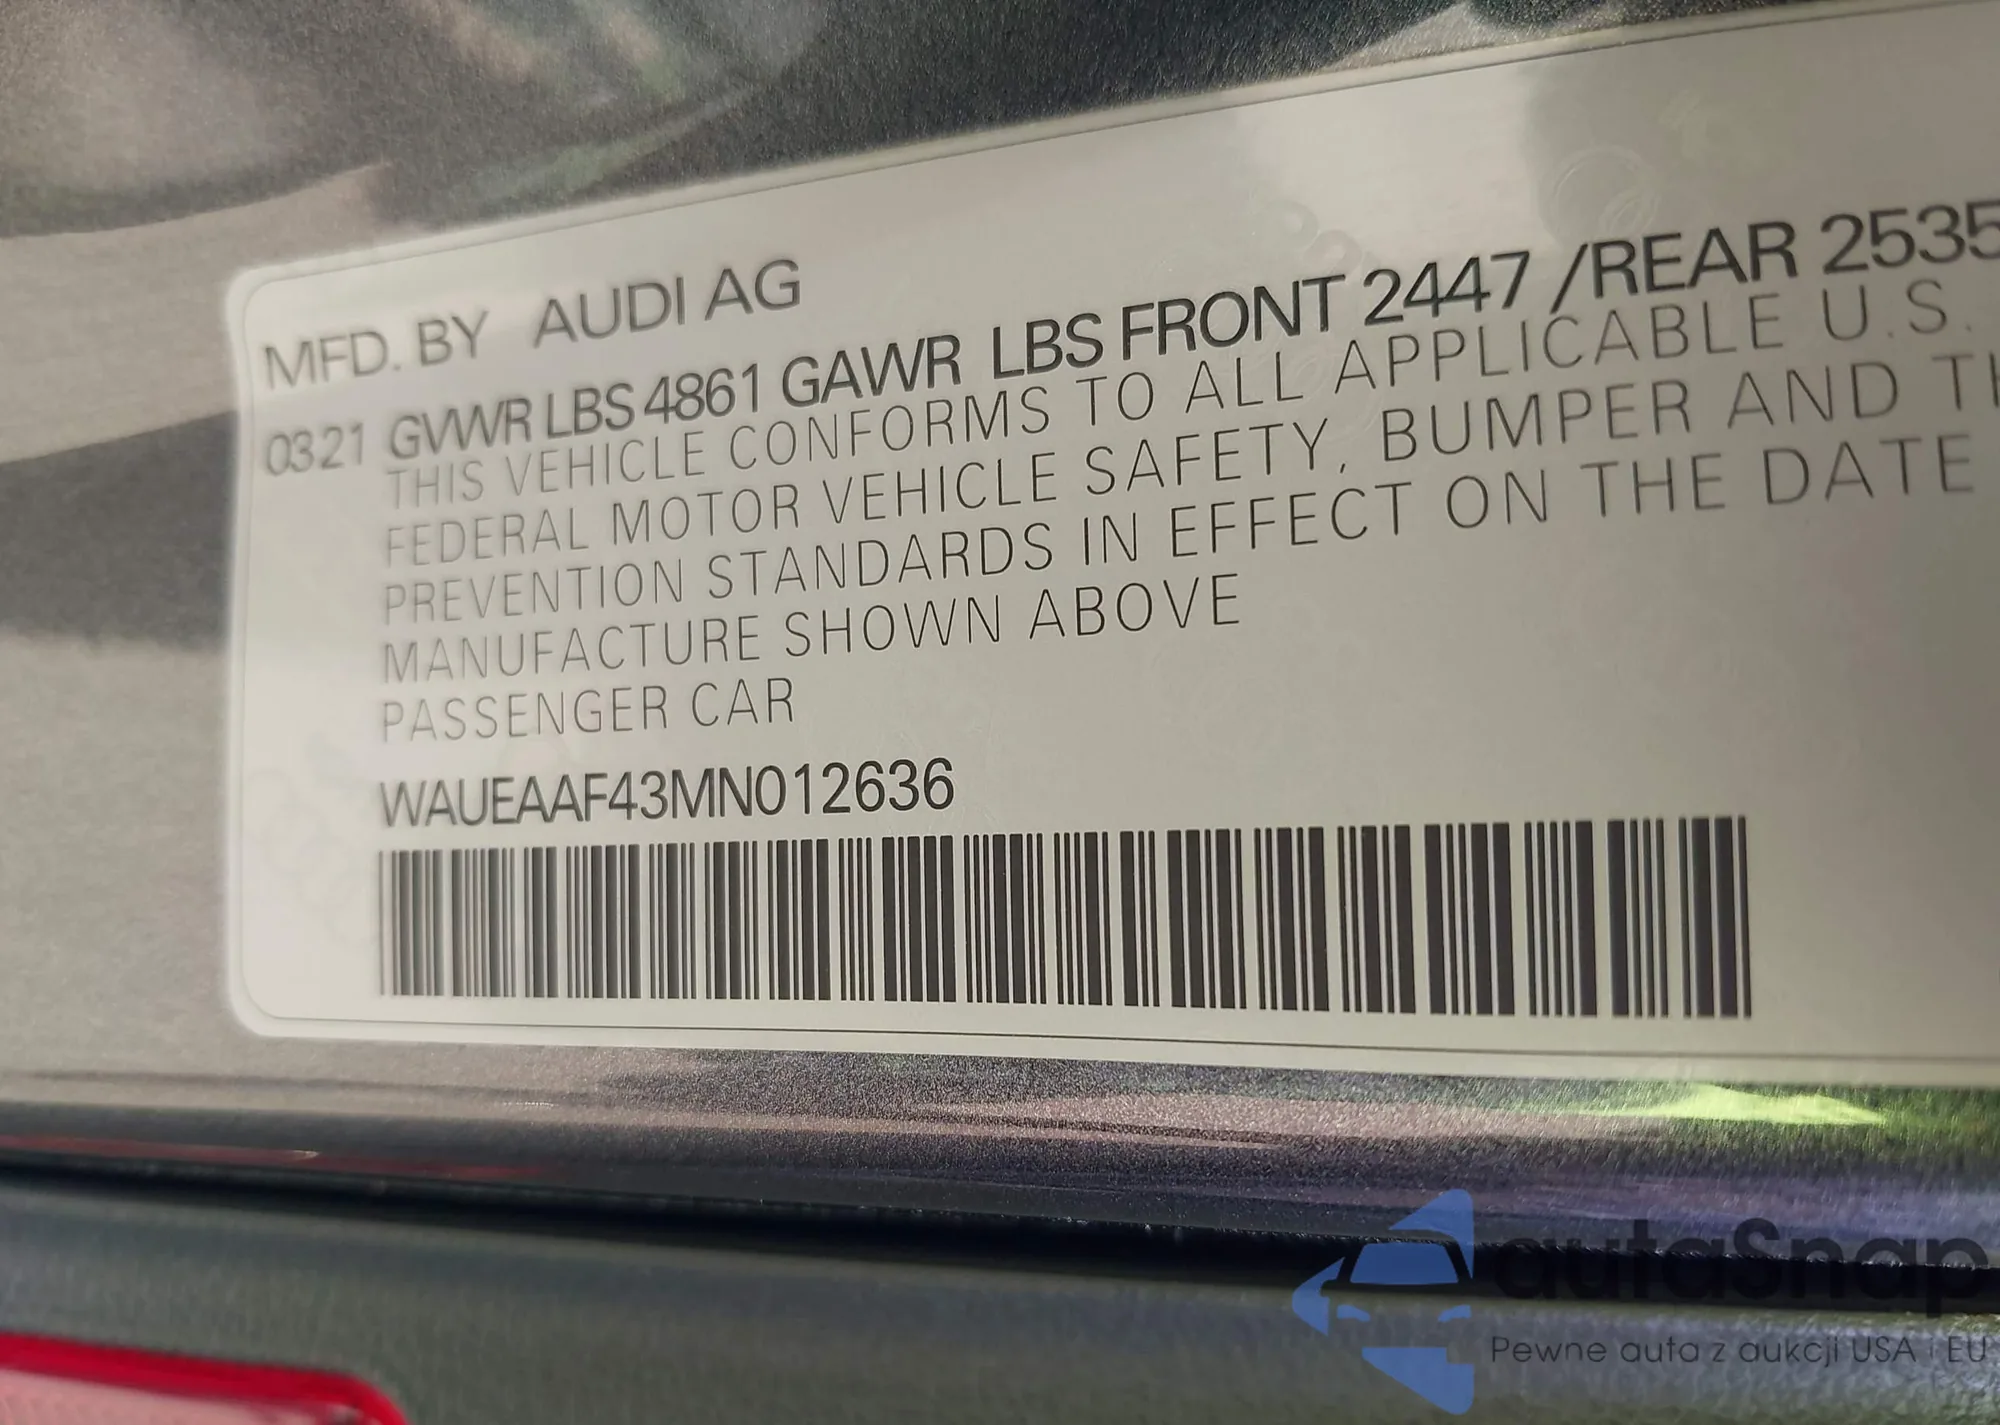 MFD. BY AUDI AG
0321 GVWR LBS 4861 GAWR LBS FRONT 2447 /REAR 2535
THIS VEHICLE CONFORMS TO ALL APPLICABLE U.S.
FEDERAL MOTOR VEHICLE SAFETY, BUMPER AND TH
PREVENTION STANDARDS IN EFFECT ON THE DATE
MANUFACTURE SHOWN ABOVE
PASSENGER CAR
WAUEAAF43MN012636
autaSnap
Pewne auta z aukcji USA i EU